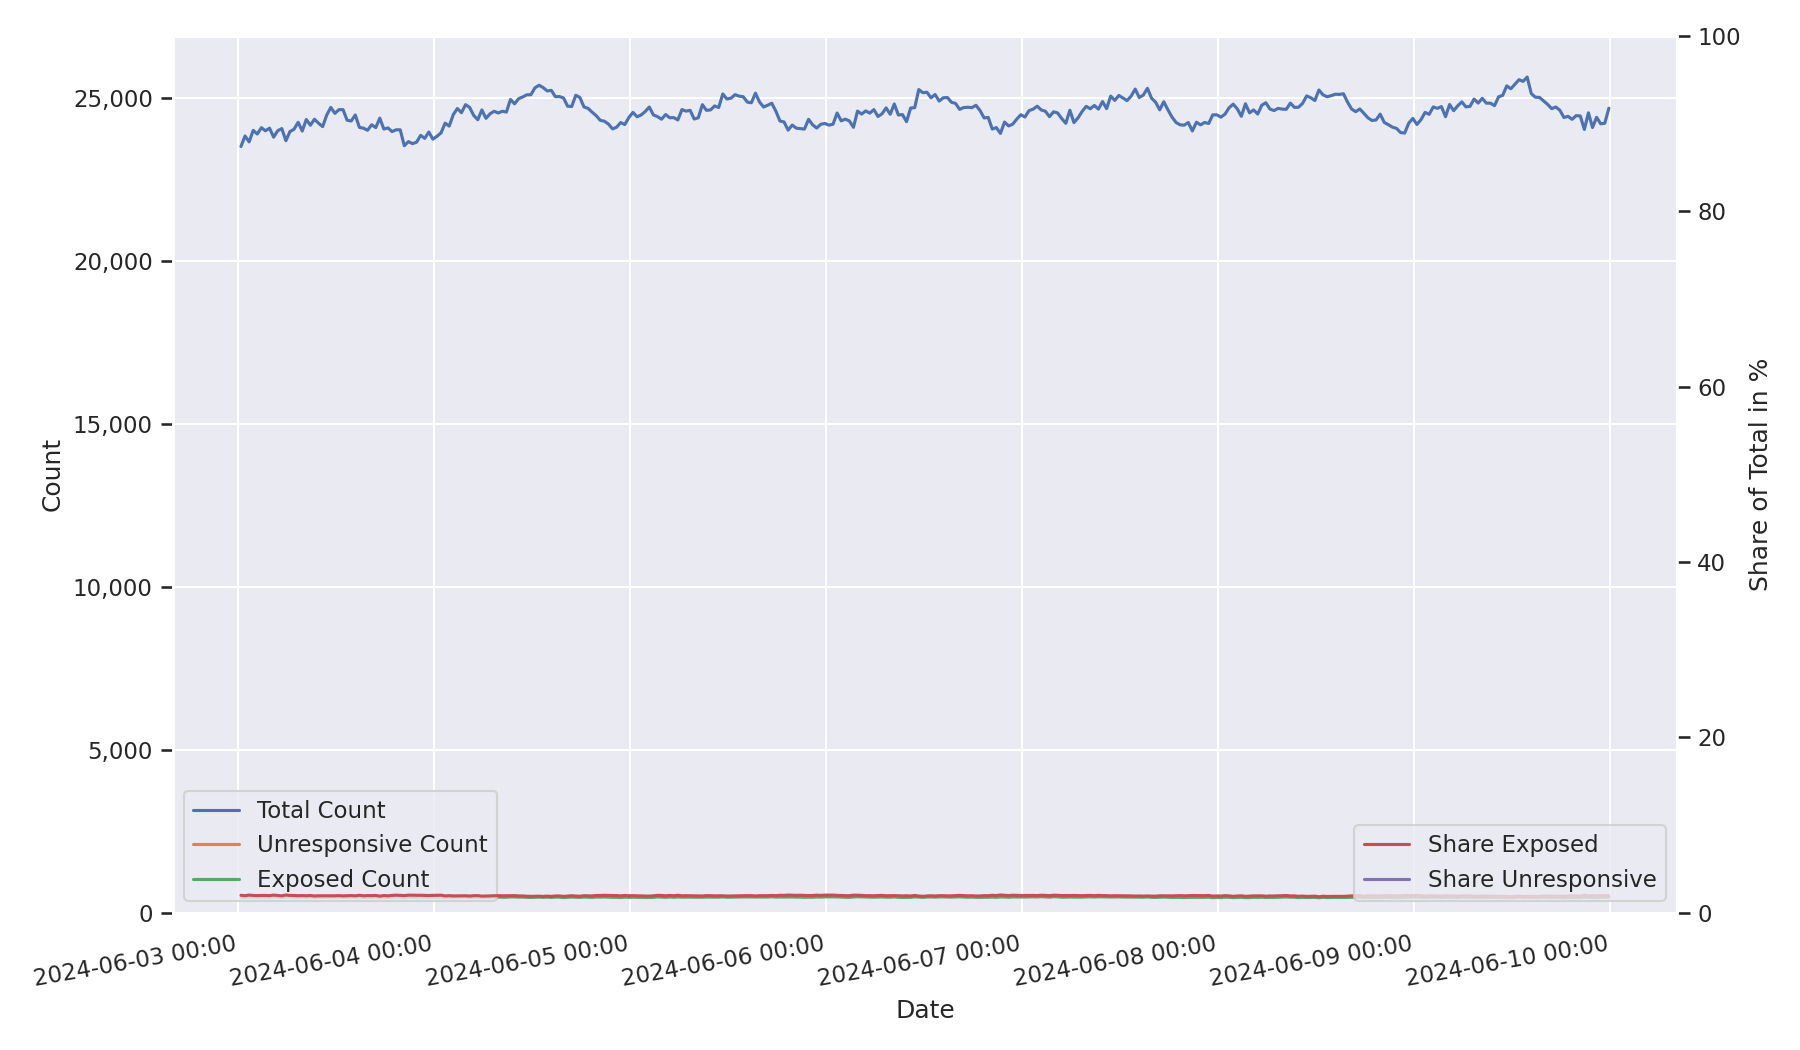 100
25,000
80
20,000
60
15,000
Count
Share of Total in %
40
10,000
20
5,000
Total Count
Unresponsive Count
Exposed Count
Share Exposed
Share Unresponsive
0
0
2024-06-03 00:00
2024-06-04 00:00
2024-06-05 00:00
2024-06-06 00:00
2024-06-07 00:00
2024-06-08 00:00
2024-06-09 00:00
2024-06-10 00:00
Date